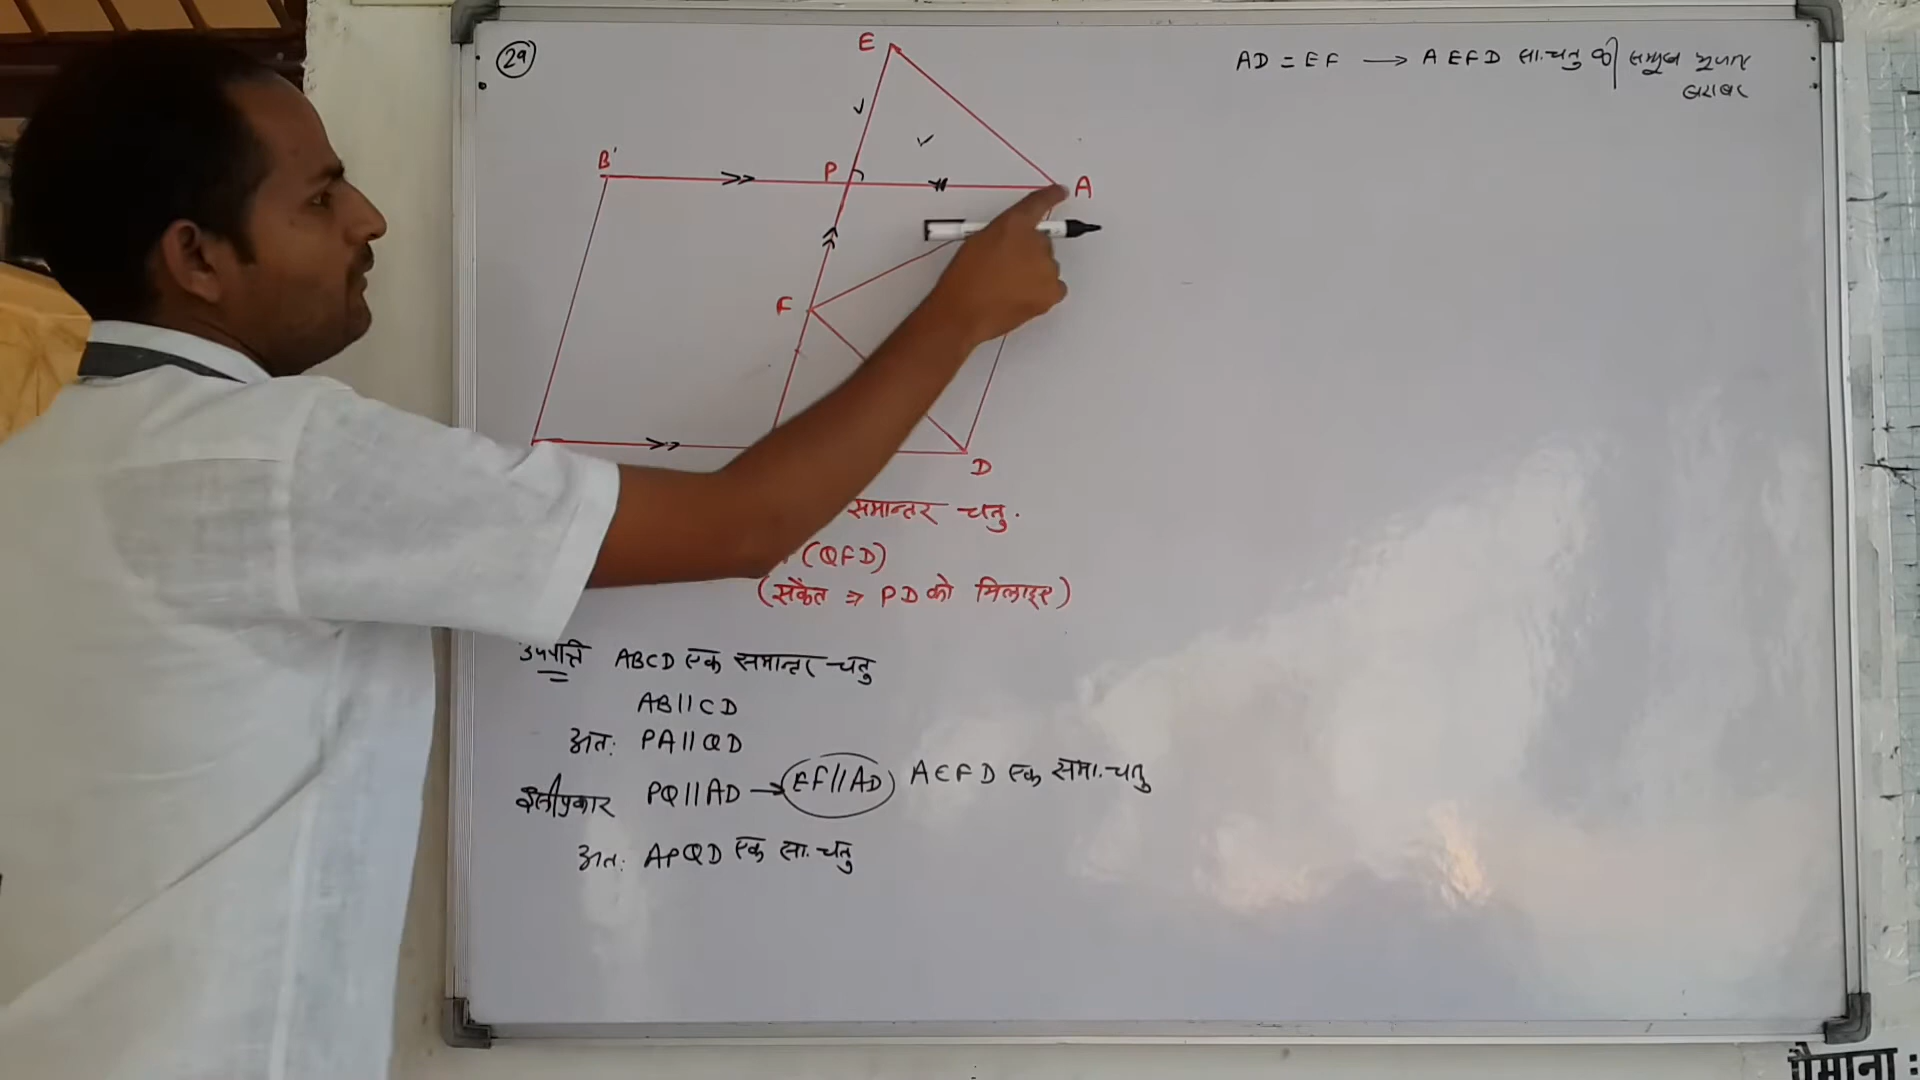 29
E
AD = EF → AEFD सा.चतु की सम्मुख भुजाए
बराबर
B'
P
A
F
D
समान्तर चतु.
(QFD)
(संकेत ⇒ PD को मिलाइए)
उपपत्ति ABCD एक समान्तर चतु
AB||CD
अत: PA||QD
इसीप्रकार PQ||AD → EF//AD AEFD एक समा.चतु
अत: APQD एक सा.चतु
पैमाना :